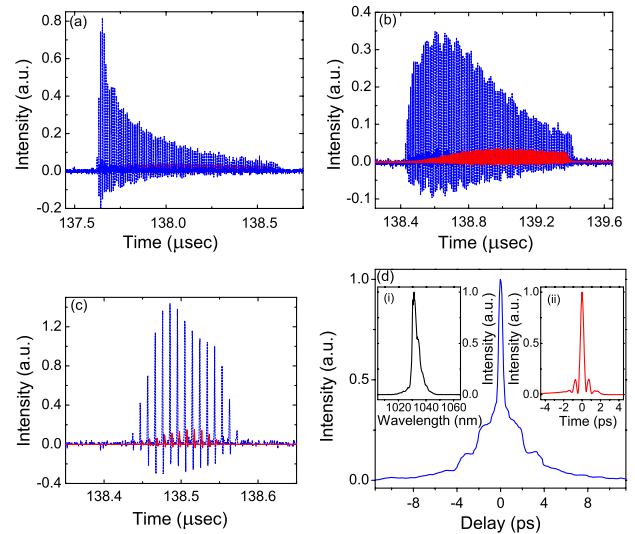 (a)
0.8
0.6
0.4
0.2
0.0
-0.2
Intensity (a.u.)
137.5 138.0 138.5
Time (μsec)
(b)
0.4
0.3
0.2
0.1
0.0
-0.1
Intensity (a.u.)
138.4 138.8 139.2 139.6
Time (μsec)
(c)
1.2
0.8
0.4
0.0
-0.4
Intensity (a.u.)
138.4 138.5 138.6
Time (μsec)
(d)
1.0
0.5
0.0
Intensity (a.u.)
-8 -4 0 4 8
Delay (ps)
(i)
1.0
0.5
0.0
Intensity (a.u.)
1020 1040 1060
Wavelength (nm)
(ii)
1.0
0.5
0.0
Intensity (a.u.)
-4 -2 0 2 4
Time (ps)